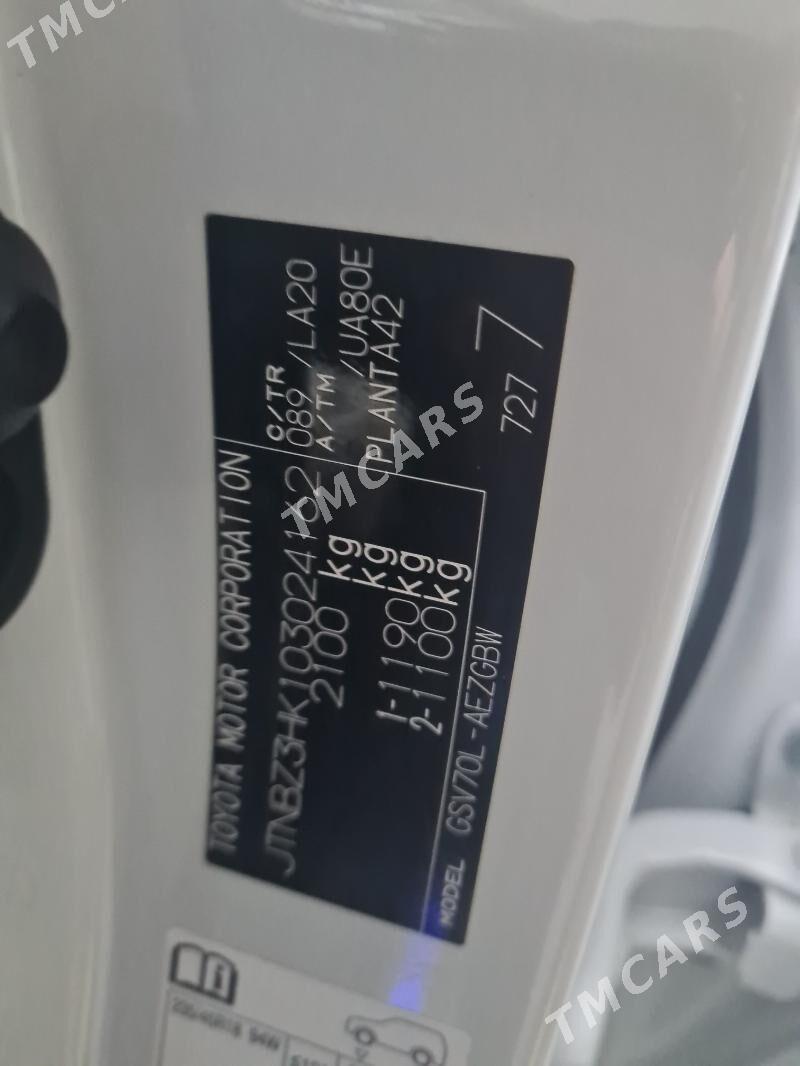 TOYOTA MOTOR CORPORATION
JTNBZ3HK103024162
2100 kg
kg
1-1190kg
2-1100kg
C/TR
089/LA20
A/TM
/UA80E
PLANTA42
MODEL GSV70L-AEZGBW
727 7
TMCARS
TMCARS
TMCARS